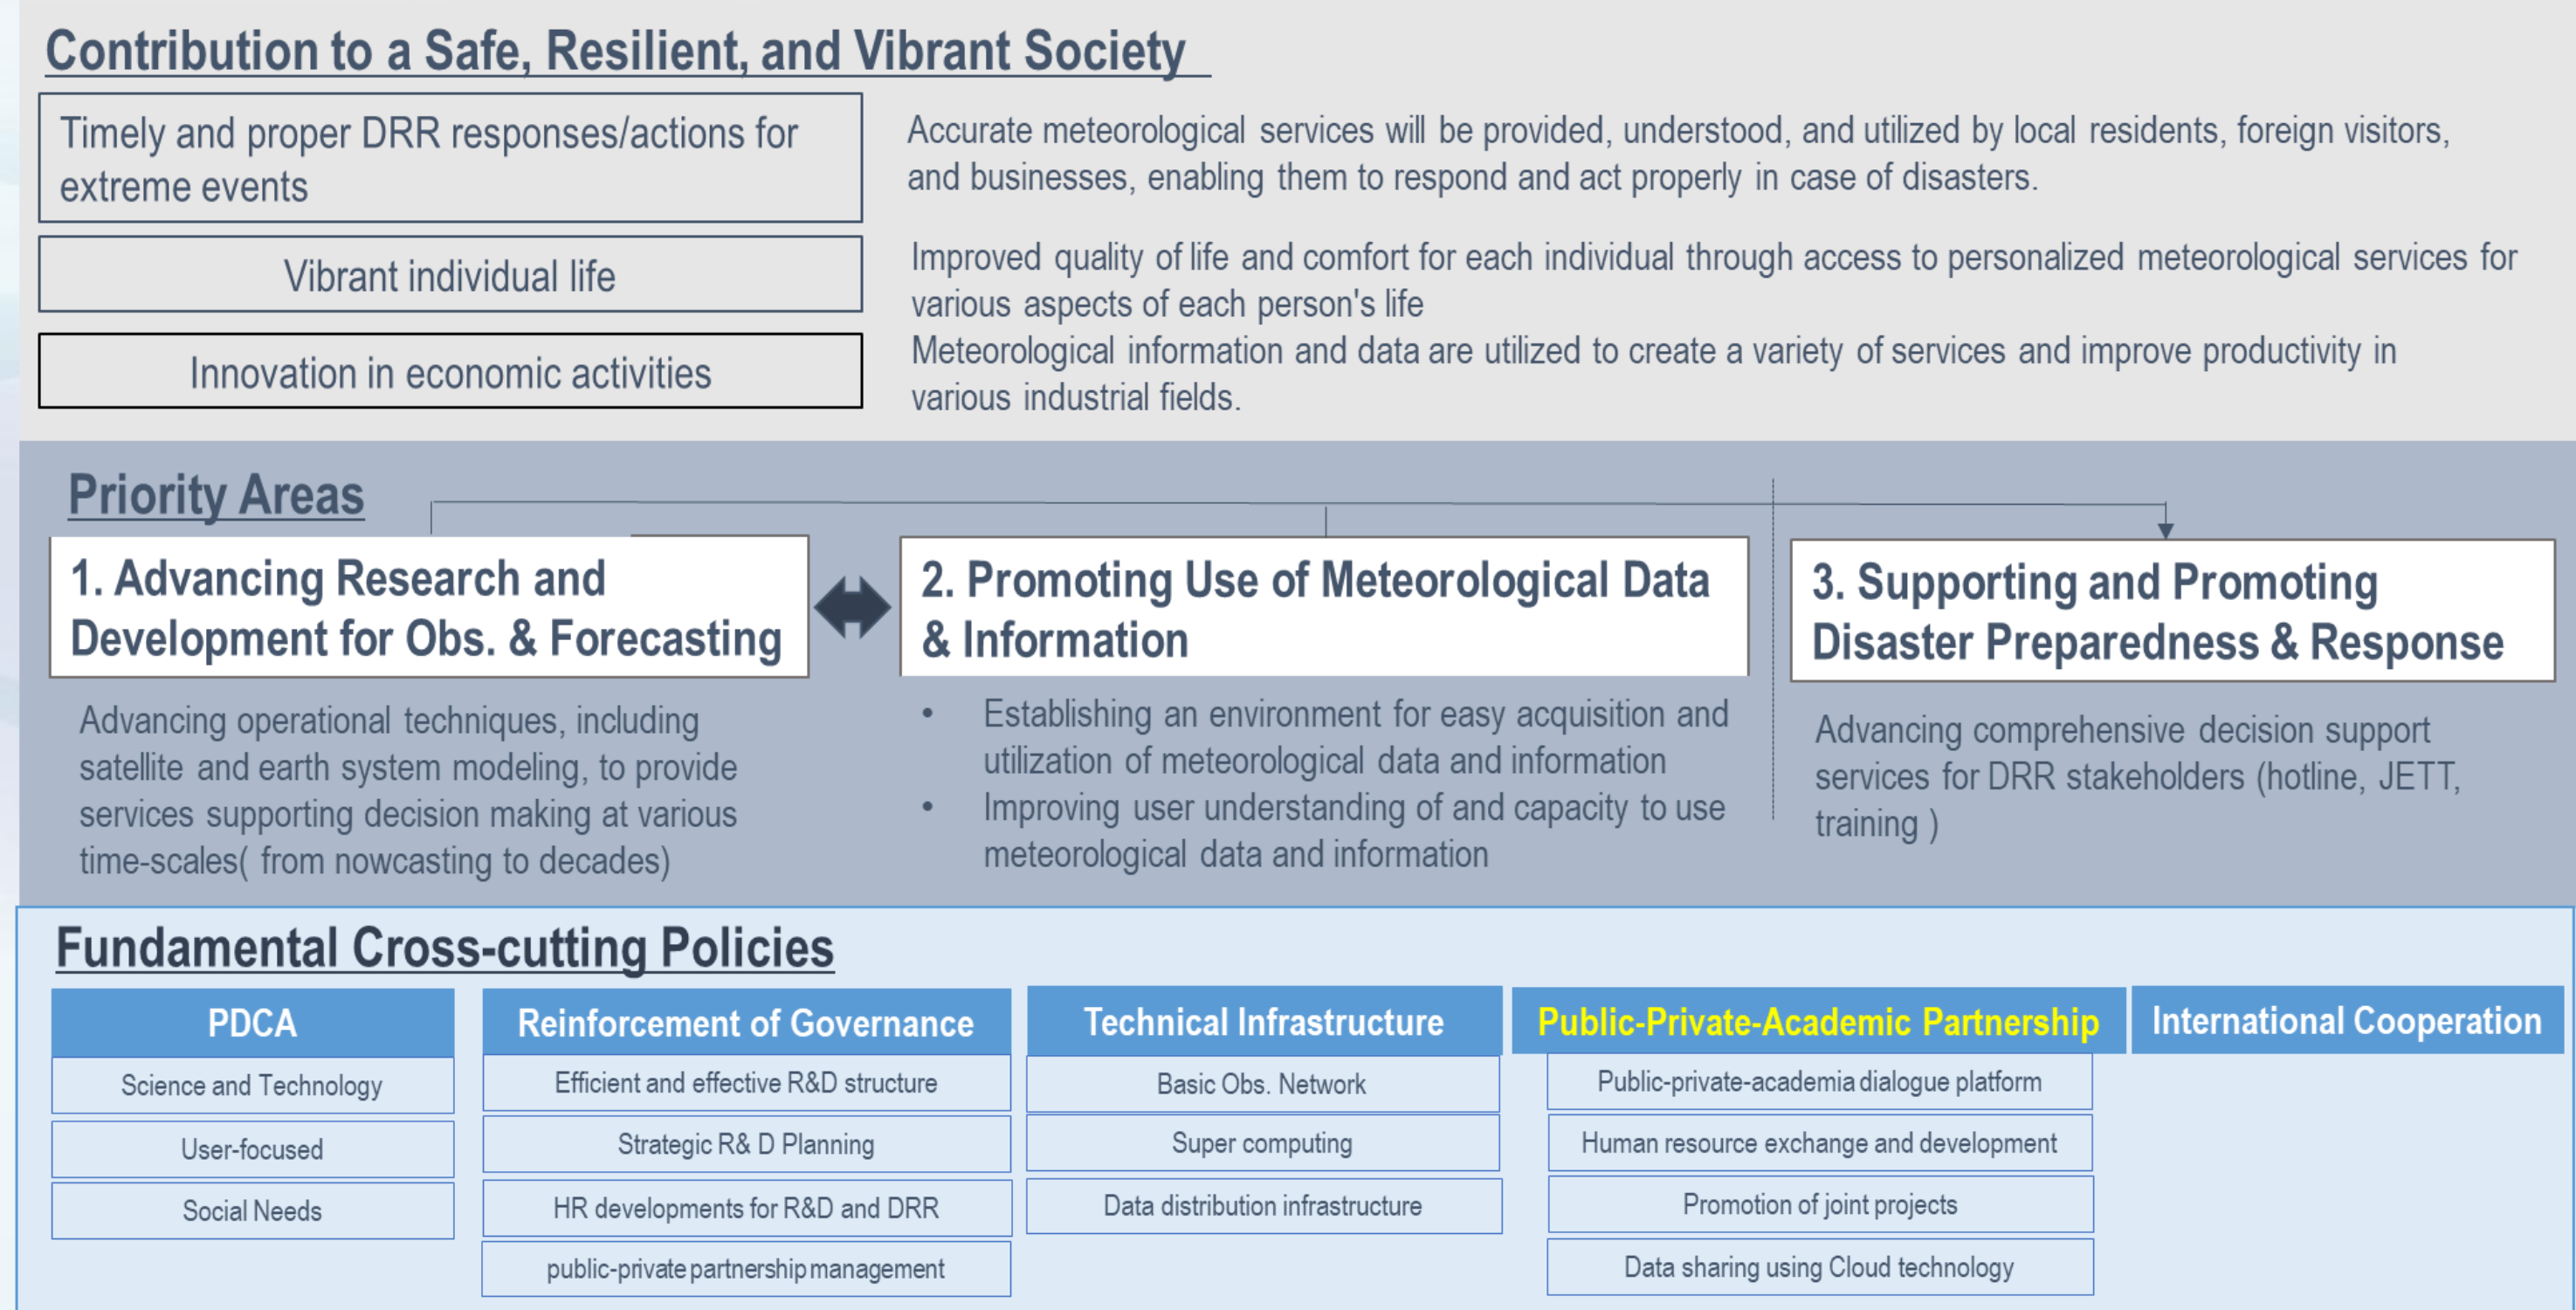 Contribution to a Safe, Resilient, and Vibrant Society
Timely and proper DRR responses/actions for
extreme events
Accurate meteorological services will be provided, understood, and utilized by local residents, foreign visitors,
and businesses, enabling them to respond and act properly in case of disasters.
Vibrant individual life
Improved quality of life and comfort for each individual through access to personalized meteorological services for
various aspects of each person's life
Innovation in economic activities
Meteorological information and data are utilized to create a variety of services and improve productivity in
various industrial fields.
Priority Areas
1. Advancing Research and
Development for Obs. & Forecasting
Advancing operational techniques, including
satellite and earth system modeling, to provide
services supporting decision making at various
time-scales( from nowcasting to decades)
2. Promoting Use of Meteorological Data
& Information
• Establishing an environment for easy acquisition and
utilization of meteorological data and information
• Improving user understanding of and capacity to use
meteorological data and information
3. Supporting and Promoting
Disaster Preparedness & Response
Advancing comprehensive decision support
services for DRR stakeholders (hotline, JETT,
training )
Fundamental Cross-cutting Policies
PDCA
Science and Technology
User-focused
Social Needs
Reinforcement of Governance
Efficient and effective R&D structure
Strategic R& D Planning
HR developments for R&D and DRR
public-private partnership management
Technical Infrastructure
Basic Obs. Network
Super computing
Data distribution infrastructure
Public-Private-Academic Partnership
Public-private-academia dialogue platform
Human resource exchange and development
Promotion of joint projects
Data sharing using Cloud technology
International Cooperation